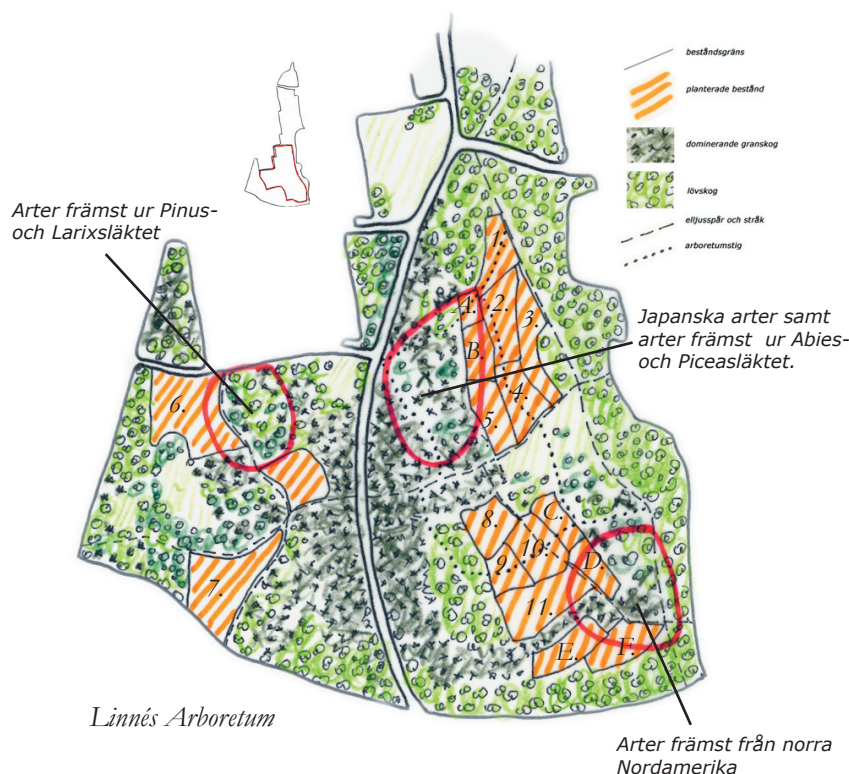 beståndsgräns
planterade bestånd
dominerande granskog
lövskog
elljusspår och stråk
arboretumstig
Arter främst ur Pinus-
och Larixsläktet
Japanska arter samt
arter främst ur Abies-
och Piceasläktet.
1.
A.
2.
3.
B.
4.
5.
6.
7.
8.
C.
10.
9.
D.
11.
E.
F.
Linnés Arboretum
Arter främst från norra
Nordamerika